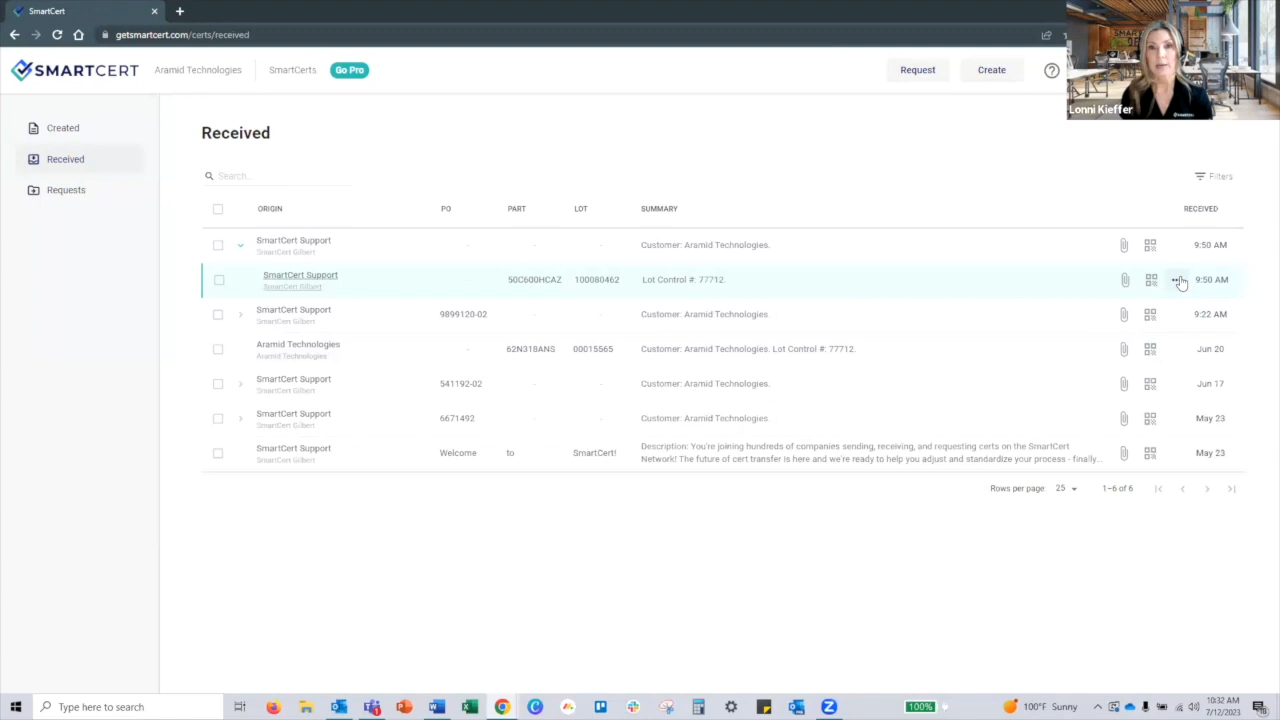 SmartCert
getsmartcert.com/certs/received
SMARTCERT
Aramid Technologies
SmartCerts
Go Pro
Request
Create
Lonni Kieffer
Created
Received
Requests
Received
Search...
Filters
ORIGIN PO PART LOT SUMMARY RECEIVED
SmartCert Support - - - Customer: Aramid Technologies. 9:50 AM
SmartCert Gilbert
SmartCert Support 50C600HCAZ 100080462 Lot Control #: 77712. 9:50 AM
SmartCert Gilbert
SmartCert Support 9899120-02 - - Customer: Aramid Technologies. 9:22 AM
SmartCert Gilbert
Aramid Technologies - 62N318ANS 00015565 Customer: Aramid Technologies. Lot Control #: 77712. Jun 20
Aramid Technologies
SmartCert Support 541192-02 - - Customer: Aramid Technologies. Jun 17
SmartCert Gilbert
SmartCert Support 6671492 - - Customer: Aramid Technologies. May 23
SmartCert Gilbert
SmartCert Support Welcome to SmartCert! Description: You're joining hundreds of companies sending, receiving, and requesting certs on the SmartCert May 23
SmartCert Gilbert Network! The future of cert transfer is here and we're ready to help you adjust and standardize your process - finally...
Rows per page: 25 1–6 of 6
Type here to search
100%
100°F Sunny
10:32 AM
7/12/2023